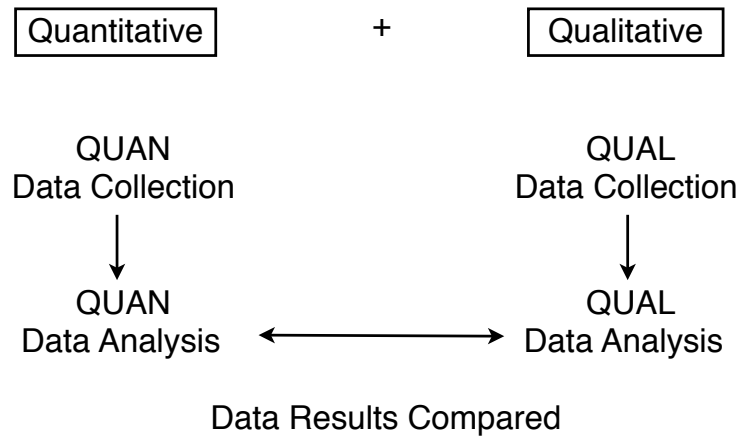 Quantitative + Qualitative
QUAN
Data Collection
QUAL
Data Collection
QUAN
Data Analysis
QUAL
Data Analysis
Data Results Compared